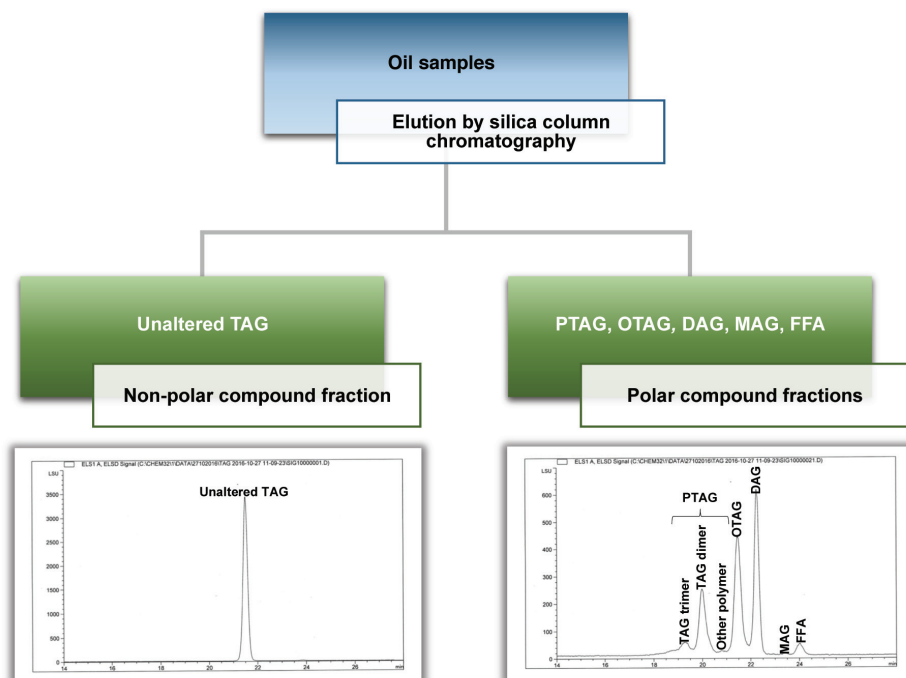 Oil samples
Elution by silica column
chromatography
Unaltered TAG
PTAG, OTAG, DAG, MAG, FFA
Non-polar compound fraction
Polar compound fractions
ELS1 A, ELSD Signal (C:\CHEM32\1\DATA\27102016\TAG 2016-10-27 11-09-23\SIG10000001.D)
LSU
Unaltered TAG
3500
3000
2500
2000
1500
1000
500
0
14
20
22
24
26
min
ELS1 A, ELSD Signal (C:\CHEM32\1\DATA\27102016\TAG 2016-10-27 11-09-23\SIG10000021.D)
LSU
600
500
400
300
200
100
0
PTAG
TAG trimer
TAG dimer
Other polymer
OTAG
DAG
MAG
FFA
14
18
20
22
24
26
min